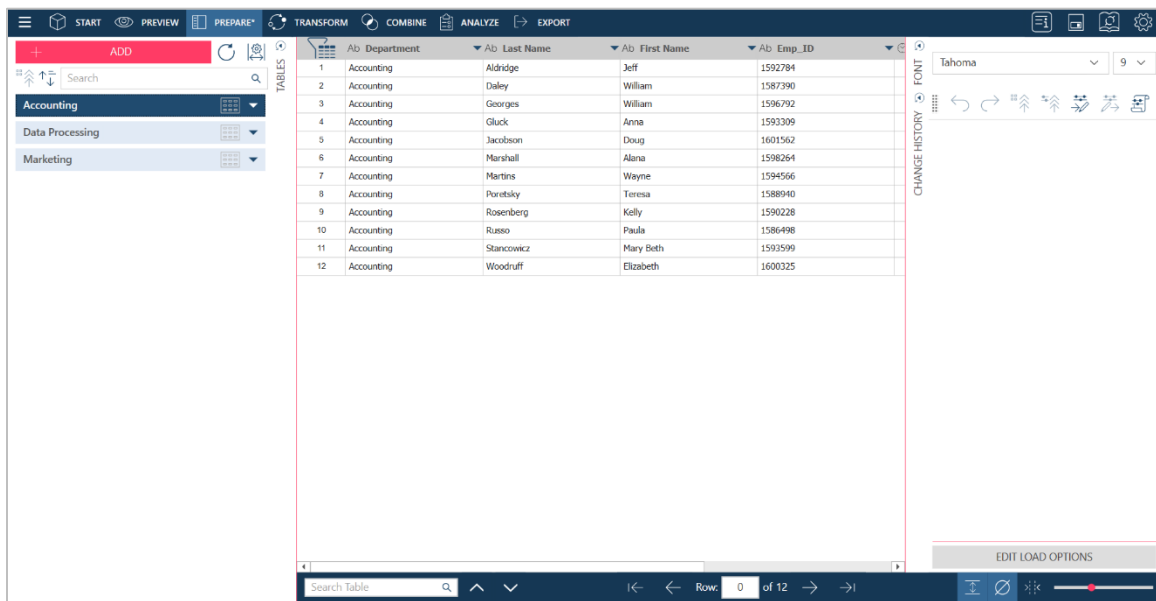 START PREVIEW PREPARE* TRANSFORM COMBINE ANALYZE EXPORT
ADD
Search
Accounting
Data Processing
Marketing
TABLES
Ab Department Ab Last Name Ab First Name Ab Emp_ID
1 Accounting Aldridge Jeff 1592784
2 Accounting Daley William 1587390
3 Accounting Georges William 1596792
4 Accounting Gluck Anna 1593309
5 Accounting Jacobson Doug 1601562
6 Accounting Marshall Alana 1598264
7 Accounting Martins Wayne 1594566
8 Accounting Poretsky Teresa 1588940
9 Accounting Rosenberg Kelly 1590228
10 Accounting Russo Paula 1586498
11 Accounting Stancowicz Mary Beth 1593599
12 Accounting Woodruff Elizabeth 1600325
FONT
Tahoma 9
CHANGE HISTORY
EDIT LOAD OPTIONS
Search Table Row: 0 of 12